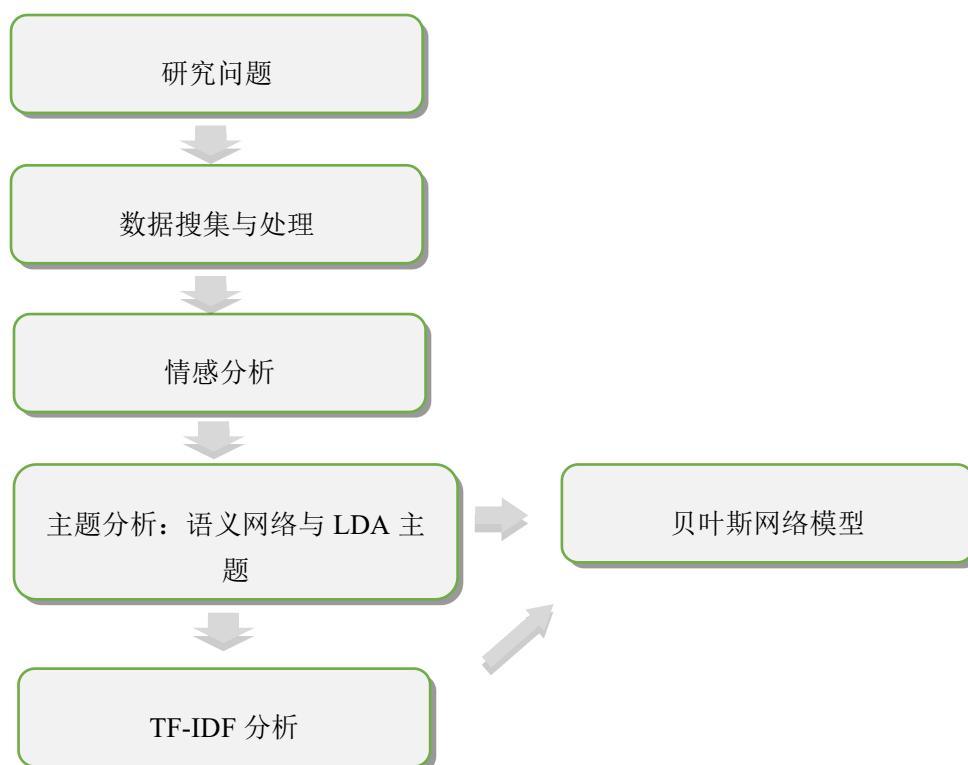 研究问题
数据搜集与处理
情感分析
主题分析：语义网络与 LDA 主
题
贝叶斯网络模型
TF-IDF 分析